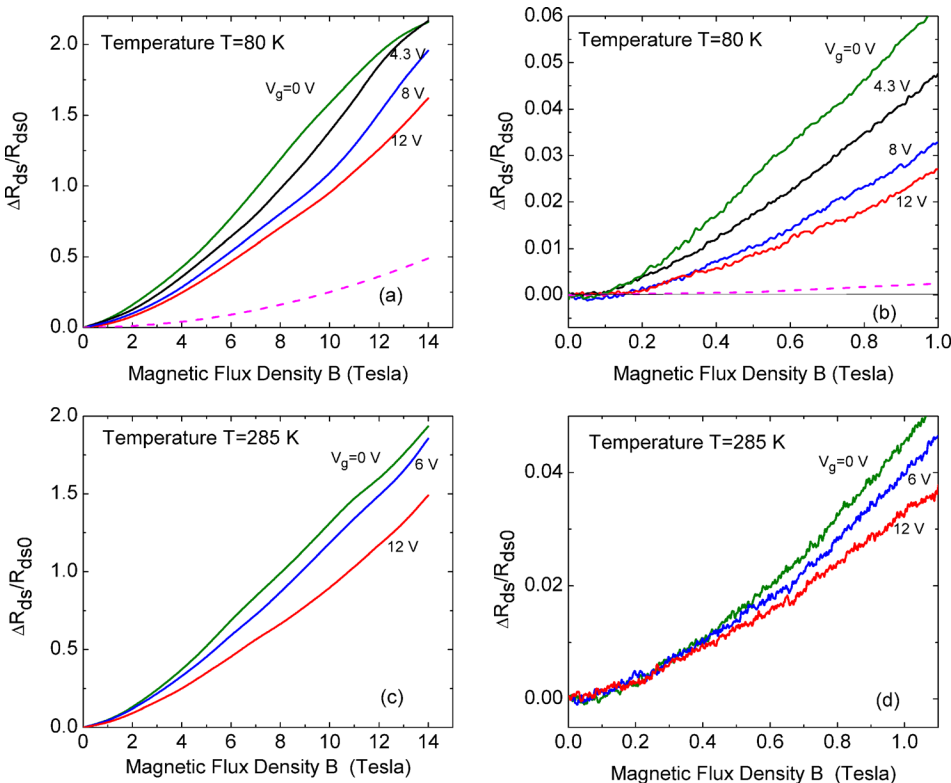 Temperature T=80 K
V_g=0 V
4.3 V
8 V
12 V
(a)
ΔR_ds/R_ds0
2.0
1.5
1.0
0.5
0.0
0 2 4 6 8 10 12 14
Magnetic Flux Density B (Tesla)
Temperature T=80 K
V_g=0 V
4.3 V
8 V
12 V
(b)
ΔR_ds/R_ds0
0.06
0.05
0.04
0.03
0.02
0.01
0.00
0.0 0.2 0.4 0.6 0.8 1.0
Magnetic Flux Density B (Tesla)
Temperature T=285 K
V_g=0 V
6 V
12 V
(c)
ΔR_ds/R_ds0
2.0
1.5
1.0
0.5
0.0
0 2 4 6 8 10 12 14
Magnetic Flux Density B (Tesla)
Temperature T=285 K
V_g=0 V
6 V
12 V
(d)
ΔR_ds/R_ds0
0.04
0.02
0.00
0.0 0.2 0.4 0.6 0.8 1.0
Magnetic Flux Density B (Tesla)